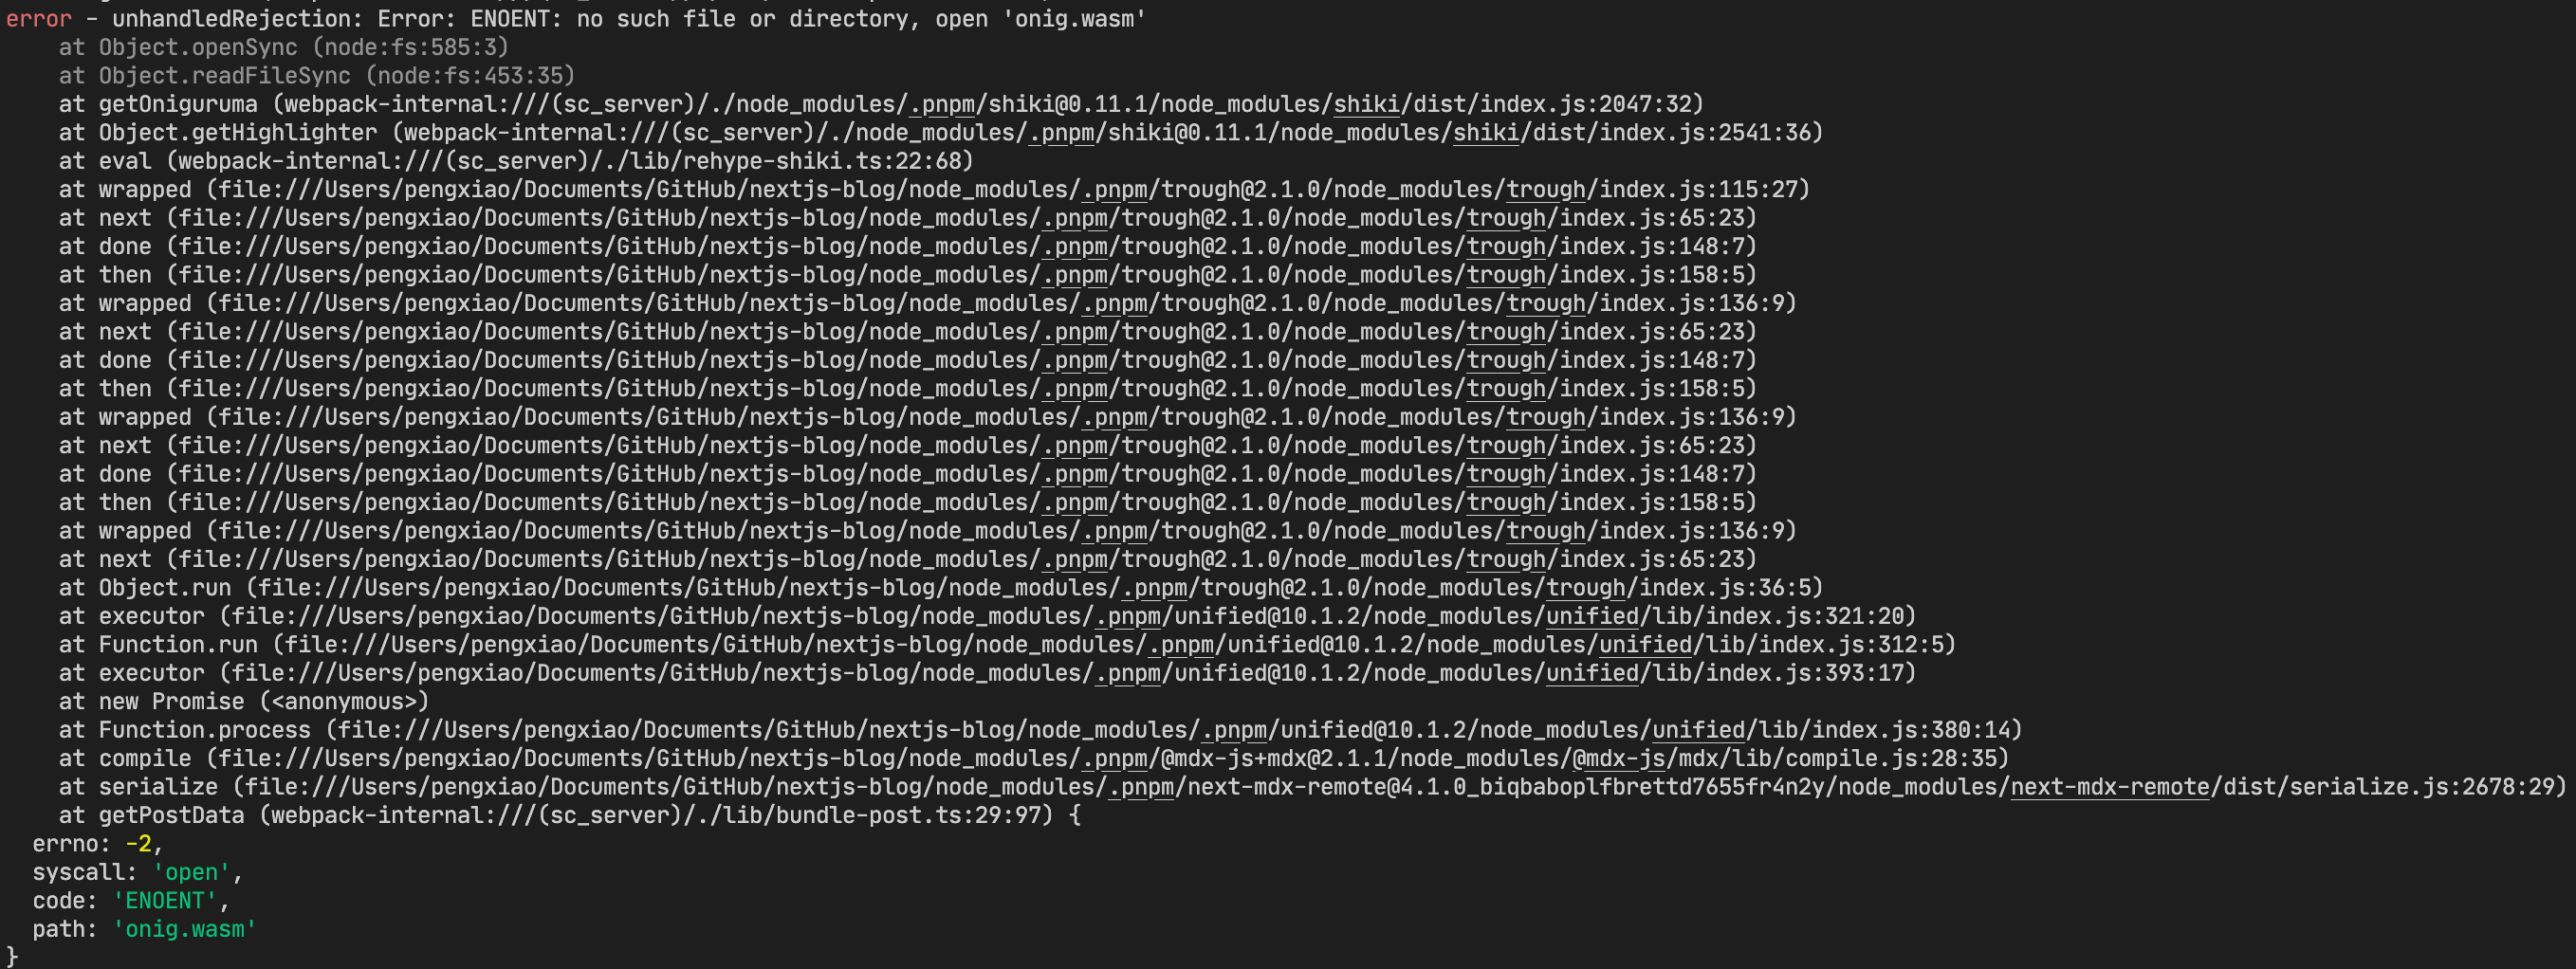 error - unhandledRejection: Error: ENOENT: no such file or directory, open 'onig.wasm'
    at Object.openSync (node:fs:585:3)
    at Object.readFileSync (node:fs:453:35)
    at getOniguruma (webpack-internal:///(sc_server)/./node_modules/.pnpm/shiki@0.11.1/node_modules/shiki/dist/index.js:2047:32)
    at Object.getHighlighter (webpack-internal:///(sc_server)/./node_modules/.pnpm/shiki@0.11.1/node_modules/shiki/dist/index.js:2541:36)
    at eval (webpack-internal:///(sc_server)/./lib/rehype-shiki.ts:22:68)
    at wrapped (file:///Users/pengxiao/Documents/GitHub/nextjs-blog/node_modules/.pnpm/trough@2.1.0/node_modules/trough/index.js:115:27)
    at next (file:///Users/pengxiao/Documents/GitHub/nextjs-blog/node_modules/.pnpm/trough@2.1.0/node_modules/trough/index.js:65:23)
    at done (file:///Users/pengxiao/Documents/GitHub/nextjs-blog/node_modules/.pnpm/trough@2.1.0/node_modules/trough/index.js:148:7)
    at then (file:///Users/pengxiao/Documents/GitHub/nextjs-blog/node_modules/.pnpm/trough@2.1.0/node_modules/trough/index.js:158:5)
    at wrapped (file:///Users/pengxiao/Documents/GitHub/nextjs-blog/node_modules/.pnpm/trough@2.1.0/node_modules/trough/index.js:136:9)
    at next (file:///Users/pengxiao/Documents/GitHub/nextjs-blog/node_modules/.pnpm/trough@2.1.0/node_modules/trough/index.js:65:23)
    at done (file:///Users/pengxiao/Documents/GitHub/nextjs-blog/node_modules/.pnpm/trough@2.1.0/node_modules/trough/index.js:148:7)
    at then (file:///Users/pengxiao/Documents/GitHub/nextjs-blog/node_modules/.pnpm/trough@2.1.0/node_modules/trough/index.js:158:5)
    at wrapped (file:///Users/pengxiao/Documents/GitHub/nextjs-blog/node_modules/.pnpm/trough@2.1.0/node_modules/trough/index.js:136:9)
    at next (file:///Users/pengxiao/Documents/GitHub/nextjs-blog/node_modules/.pnpm/trough@2.1.0/node_modules/trough/index.js:65:23)
    at done (file:///Users/pengxiao/Documents/GitHub/nextjs-blog/node_modules/.pnpm/trough@2.1.0/node_modules/trough/index.js:148:7)
    at then (file:///Users/pengxiao/Documents/GitHub/nextjs-blog/node_modules/.pnpm/trough@2.1.0/node_modules/trough/index.js:158:5)
    at wrapped (file:///Users/pengxiao/Documents/GitHub/nextjs-blog/node_modules/.pnpm/trough@2.1.0/node_modules/trough/index.js:136:9)
    at next (file:///Users/pengxiao/Documents/GitHub/nextjs-blog/node_modules/.pnpm/trough@2.1.0/node_modules/trough/index.js:65:23)
    at Object.run (file:///Users/pengxiao/Documents/GitHub/nextjs-blog/node_modules/.pnpm/trough@2.1.0/node_modules/trough/index.js:36:5)
    at executor (file:///Users/pengxiao/Documents/GitHub/nextjs-blog/node_modules/.pnpm/unified@10.1.2/node_modules/unified/lib/index.js:321:20)
    at Function.run (file:///Users/pengxiao/Documents/GitHub/nextjs-blog/node_modules/.pnpm/unified@10.1.2/node_modules/unified/lib/index.js:312:5)
    at executor (file:///Users/pengxiao/Documents/GitHub/nextjs-blog/node_modules/.pnpm/unified@10.1.2/node_modules/unified/lib/index.js:393:17)
    at new Promise (<anonymous>)
    at Function.process (file:///Users/pengxiao/Documents/GitHub/nextjs-blog/node_modules/.pnpm/unified@10.1.2/node_modules/unified/lib/index.js:380:14)
    at compile (file:///Users/pengxiao/Documents/GitHub/nextjs-blog/node_modules/.pnpm/@mdx-js+mdx@2.1.1/node_modules/@mdx-js/mdx/lib/compile.js:28:35)
    at serialize (file:///Users/pengxiao/Documents/GitHub/nextjs-blog/node_modules/.pnpm/next-mdx-remote@4.1.0_biqbaboplfbrettd7655fr4n2y/node_modules/next-mdx-remote/dist/serialize.js:2678:29)
    at getPostData (webpack-internal:///(sc_server)/./lib/bundle-post.ts:29:97) {
  errno: -2,
  syscall: 'open',
  code: 'ENOENT',
  path: 'onig.wasm'
}